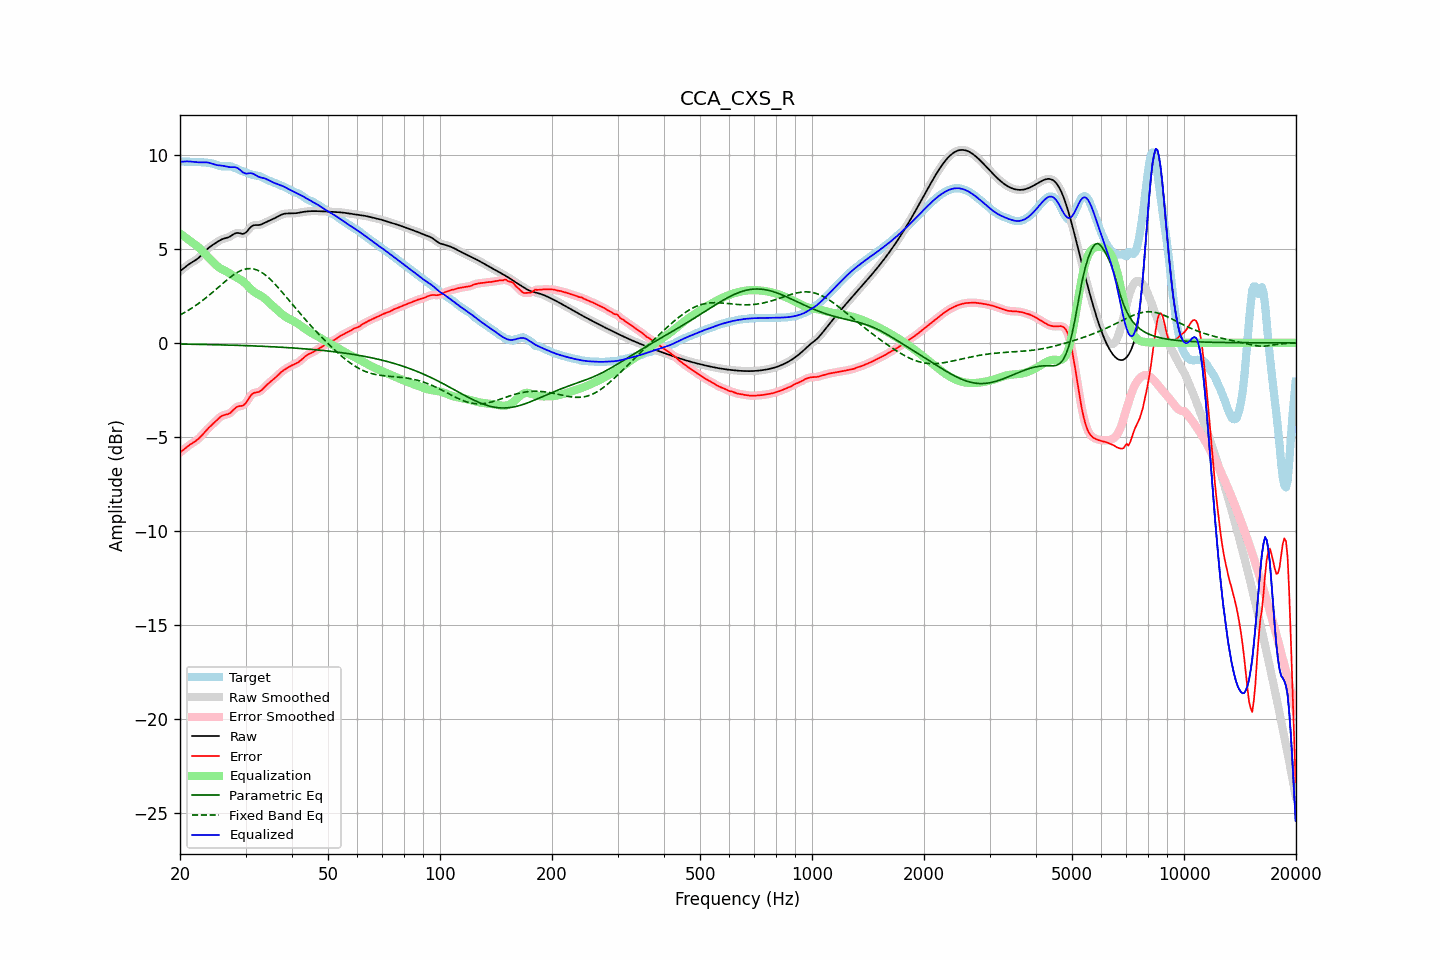 CCA_CXS_R
10
5
0
−5
−10
−15
−20
−25
Amplitude (dBr)
Target
Raw Smoothed
Error Smoothed
Raw
Error
Equalization
Parametric Eq
Fixed Band Eq
Equalized
20 50 100 200 500 1000 2000 5000 10000 20000
Frequency (Hz)